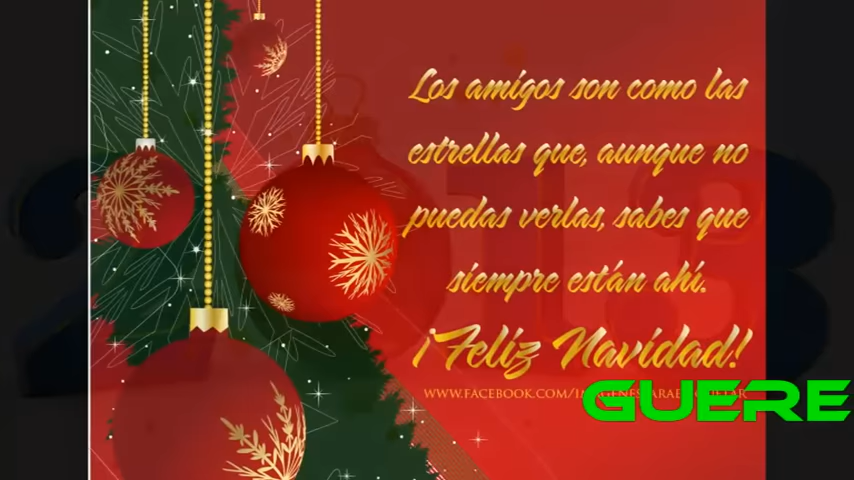 Los amigos son como las
estrellas que, aunque no
puedas verlas, sabes que
siempre están ahí.
¡Feliz Navidad!
GUERE